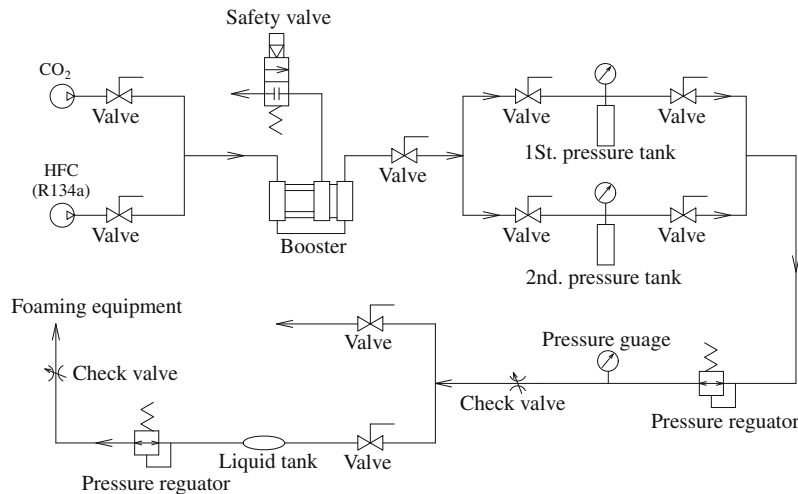 Safety valve
CO2
Valve
HFC
(R134a)
Valve
Booster
Valve
Valve
Valve
1St. pressure tank
Valve
Valve
2nd. pressure tank
Foaming equipment
Check valve
Valve
Pressure guage
Check valve
Pressure reguator
Pressure reguator
Liquid tank
Valve